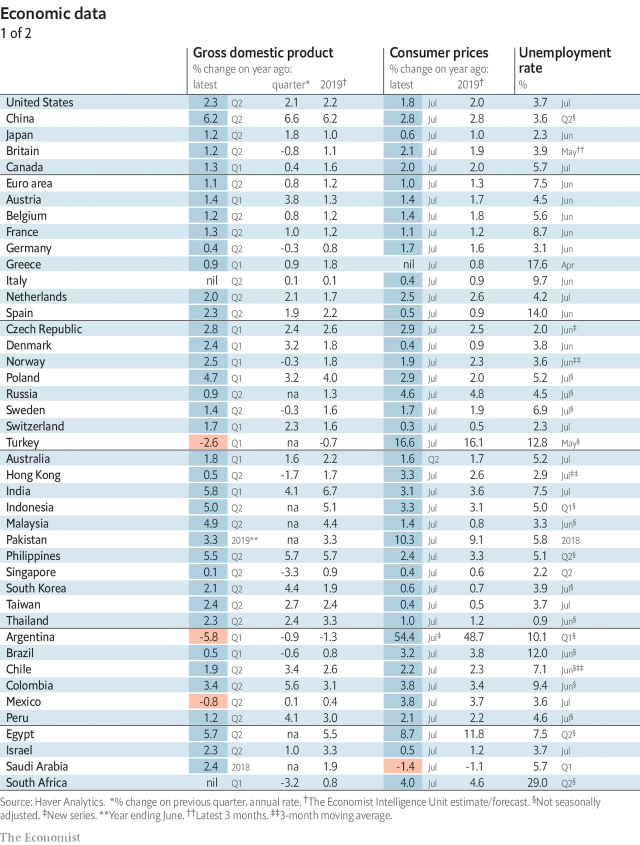 Economic data
1 of 2
Gross domestic product Consumer prices Unemployment
% change on year ago: % change on year ago: rate
latest quarter* 2019† latest 2019† %
United States 2.3 Q2 2.1 2.2 1.8 Jul 2.0 3.7 Jul
China 6.2 Q2 6.6 6.2 2.8 Jul 2.8 3.6 Q2§
Japan 1.2 Q2 1.8 1.0 0.6 Jul 1.0 2.3 Jun
Britain 1.2 Q2 -0.8 1.1 2.1 Jul 1.9 3.9 May††
Canada 1.3 Q1 0.4 1.6 2.0 Jul 2.0 5.7 Jul
Euro area 1.1 Q2 0.8 1.2 1.0 Jul 1.3 7.5 Jun
Austria 1.4 Q1 3.8 1.3 1.4 Jul 1.7 4.5 Jun
Belgium 1.2 Q2 0.8 1.2 1.4 Jul 1.8 5.6 Jun
France 1.3 Q2 1.0 1.2 1.1 Jul 1.2 8.7 Jun
Germany 0.4 Q2 -0.3 0.8 1.7 Jul 1.6 3.1 Jun
Greece 0.9 Q1 0.9 1.8 nil Jul 0.8 17.6 Apr
Italy nil Q2 0.1 0.1 0.4 Jul 0.9 9.7 Jun
Netherlands 2.0 Q2 2.1 1.7 2.5 Jul 2.6 4.2 Jul
Spain 2.3 Q2 1.9 2.2 0.5 Jul 0.9 14.0 Jun
Czech Republic 2.8 Q1 2.4 2.6 2.9 Jul 2.5 2.0 Jun‡
Denmark 2.4 Q1 3.2 1.8 0.4 Jul 0.9 3.8 Jun
Norway 2.5 Q1 -0.3 1.8 1.9 Jul 2.3 3.6 Jun‡‡
Poland 4.7 Q1 3.2 4.0 2.9 Jul 2.0 5.2 Jul§
Russia 0.9 Q2 na 1.3 4.6 Jul 4.8 4.5 Jul§
Sweden 1.4 Q2 -0.3 1.6 1.7 Jul 1.9 6.9 Jul§
Switzerland 1.7 Q1 2.3 1.6 0.3 Jul 0.5 2.3 Jul
Turkey -2.6 Q1 na -0.7 16.6 Jul 16.1 12.8 May§
Australia 1.8 Q1 1.6 2.2 1.6 Q2 1.7 5.2 Jul
Hong Kong 0.5 Q2 -1.7 1.7 3.3 Jul 2.6 2.9 Jul‡‡
India 5.8 Q1 4.1 6.7 3.1 Jul 3.6 7.5 Jul
Indonesia 5.0 Q2 na 5.1 3.3 Jul 3.1 5.0 Q1§
Malaysia 4.9 Q2 na 4.4 1.4 Jul 0.8 3.3 Jun§
Pakistan 3.3 2019** na 3.3 10.3 Jul 9.1 5.8 2018
Philippines 5.5 Q2 5.7 5.7 2.4 Jul 3.3 5.1 Q2§
Singapore 0.1 Q2 -3.3 0.9 0.4 Jul 0.6 2.2 Q2
South Korea 2.1 Q2 4.4 1.9 0.6 Jul 0.7 3.9 Jul§
Taiwan 2.4 Q2 2.7 2.4 0.4 Jul 0.5 3.7 Jul
Thailand 2.3 Q2 2.4 3.3 1.0 Jul 1.2 0.9 Jun§
Argentina -5.8 Q1 -0.9 -1.3 54.4 Jul‡ 48.7 10.1 Q1§
Brazil 0.5 Q1 -0.6 0.8 3.2 Jul 3.8 12.0 Jun§
Chile 1.9 Q2 3.4 2.6 2.2 Jul 2.3 7.1 Jun§‡‡
Colombia 3.4 Q2 5.6 3.1 3.8 Jul 3.4 9.4 Jun§
Mexico -0.8 Q2 0.1 0.4 3.8 Jul 3.7 3.6 Jul
Peru 1.2 Q2 4.1 3.0 2.1 Jul 2.2 4.6 Jul§
Egypt 5.7 Q2 na 5.5 8.7 Jul 11.8 7.5 Q2§
Israel 2.3 Q2 1.0 3.3 0.5 Jul 1.2 3.7 Jul
Saudi Arabia 2.4 2018 na 1.9 -1.4 Jul -1.1 5.7 Q1
South Africa nil Q1 -3.2 0.8 4.0 Jul 4.6 29.0 Q2§
Source: Haver Analytics. *% change on previous quarter, annual rate. †The Economist Intelligence Unit estimate/forecast. §Not seasonally
adjusted. ‡New series. **Year ending June. ††Latest 3 months. ‡‡3-month moving average.
The Economist